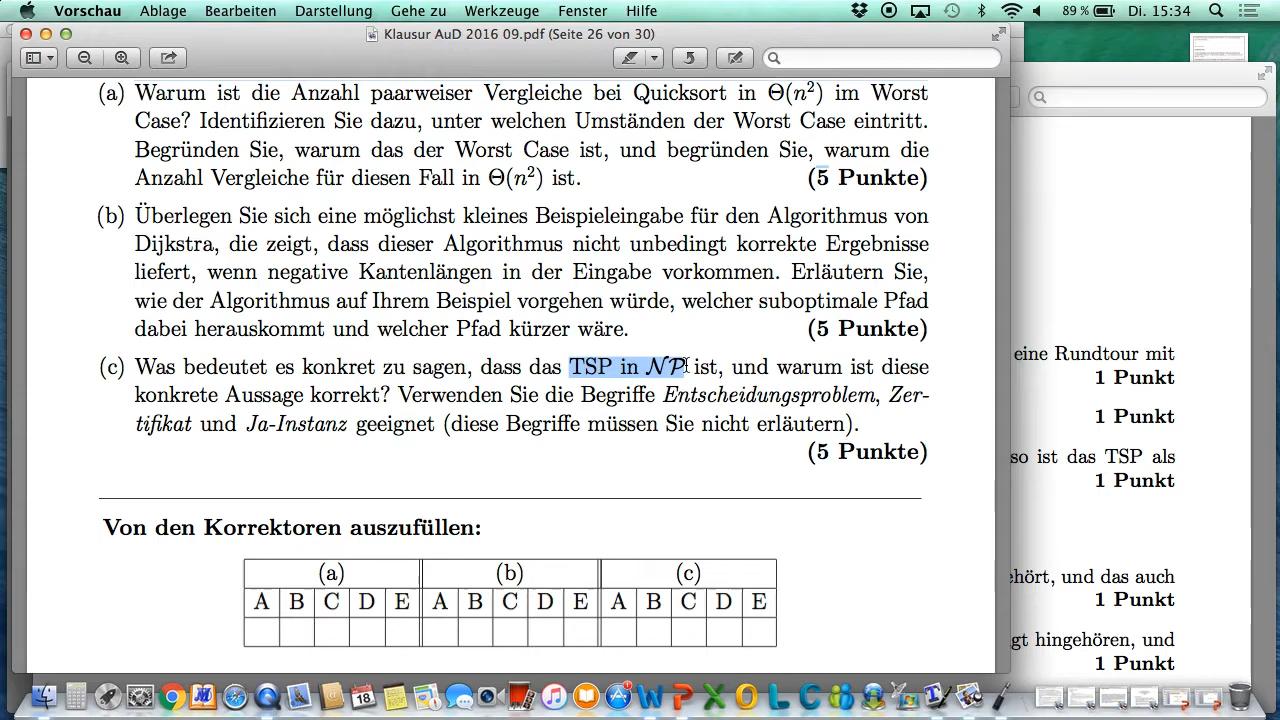 Vorschau Ablage Bearbeiten Darstellung Gehe zu Werkzeuge Fenster Hilfe 89 % Di. 15:34
Klausur AuD 2016 09.pdf (Seite 26 von 30)
(a) Warum ist die Anzahl paarweiser Vergleiche bei Quicksort in Θ(n²) im Worst
Case? Identifizieren Sie dazu, unter welchen Umständen der Worst Case eintritt.
Begründen Sie, warum das der Worst Case ist, und begründen Sie, warum die
Anzahl Vergleiche für diesen Fall in Θ(n²) ist. (5 Punkte)
(b) Überlegen Sie sich eine möglichst kleines Beispieleingabe für den Algorithmus von
Dijkstra, die zeigt, dass dieser Algorithmus nicht unbedingt korrekte Ergebnisse
liefert, wenn negative Kantenlängen in der Eingabe vorkommen. Erläutern Sie,
wie der Algorithmus auf Ihrem Beispiel vorgehen würde, welcher suboptimale Pfad
dabei herauskommt und welcher Pfad kürzer wäre. (5 Punkte)
(c) Was bedeutet es konkret zu sagen, dass das TSP in 𝒩𝒫 ist, und warum ist diese
konkrete Aussage korrekt? Verwenden Sie die Begriffe Entscheidungsproblem, Zer-
tifikat und Ja-Instanz geeignet (diese Begriffe müssen Sie nicht erläutern).
(5 Punkte)
Von den Korrektoren auszufüllen:
(a) (b) (c)
A B C D E A B C D E A B C D E
eine Rundtour mit
1 Punkt
1 Punkt
so ist das TSP als
1 Punkt
ehört, und das auch
1 Punkt
gt hingehören, und
1 Punkt